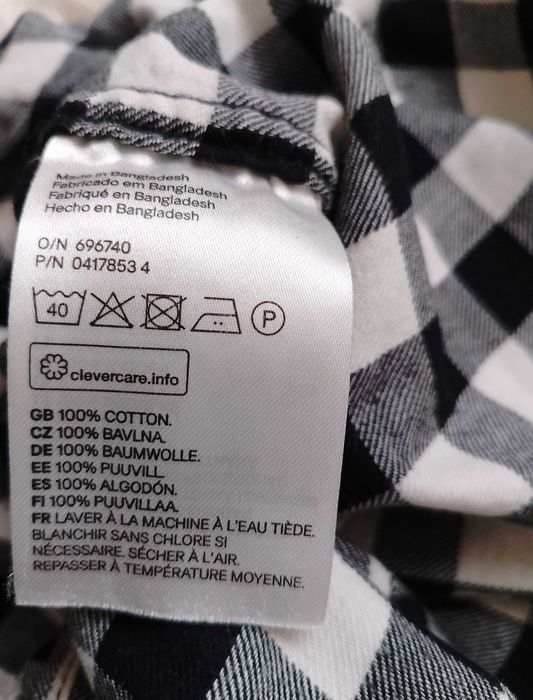 Made in Bangladesh
Fabricado em Bangladesh
Fabriqué en Bangladesh
Hecho en Bangladesh
O/N 696740
P/N 0417853 4
40
P
clevercare.info
GB 100% COTTON.
CZ 100% BAVLNA.
DE 100% BAUMWOLLE.
EE 100% PUUVILL.
ES 100% ALGODÓN.
FI 100% PUUVILLAA.
FR LAVER À LA MACHINE À L'EAU TIÈDE.
BLANCHIR SANS CHLORE SI
NÉCESSAIRE. SÉCHER À L'AIR.
REPASSER À TEMPÉRATURE MOYENNE.